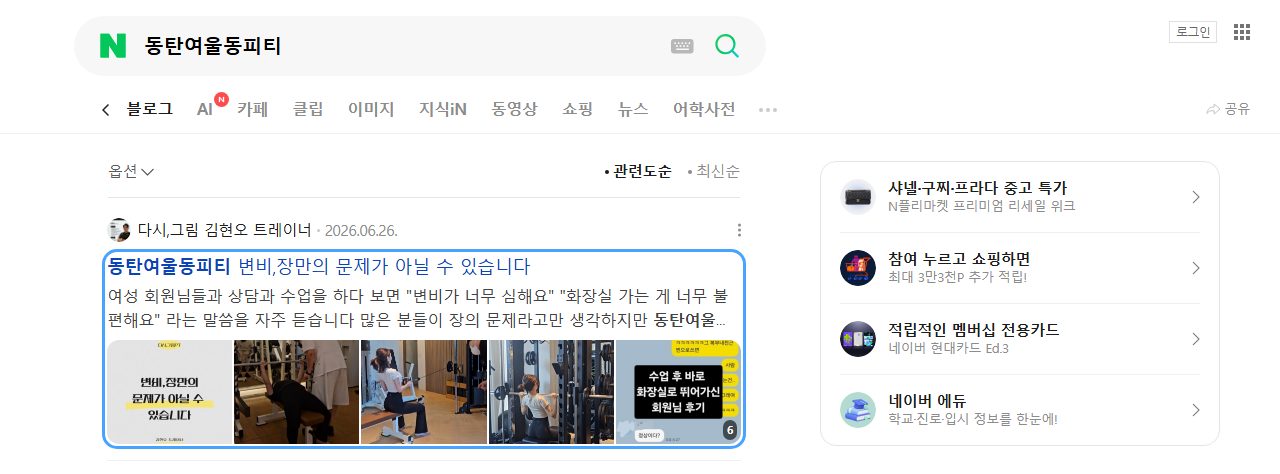 동탄여울동피티
로그인
블로그 AI N 카페 클립 이미지 지식iN 동영상 쇼핑 뉴스 어학사전
공유
옵션
• 관련도순 • 최신순
다시,그림 김현오 트레이너 · 2026.06.26.
동탄여울동피티 변비,장만의 문제가 아닐 수 있습니다
여성 회원님들과 상담과 수업을 하다 보면 "변비가 너무 심해요" "화장실 가는 게 너무 불
편해요" 라는 말씀을 자주 듣습니다 많은 분들이 장의 문제라고만 생각하지만 동탄여울...
변비,장만의
문제가 아닐 수
있습니다
김현오 트레이너
수업 후 바로
화장실로 뛰어가신
회원님 후기
정상이다?
6
샤넬·구찌·프라다 중고 특가
N플리마켓 프리미엄 리세일 위크
참여 누르고 쇼핑하면
최대 3만3천P 추가 적립!
적립적인 멤버십 전용카드
네이버 현대카드 Ed.3
네이버 에듀
학교·진로·입시 정보를 한눈에!